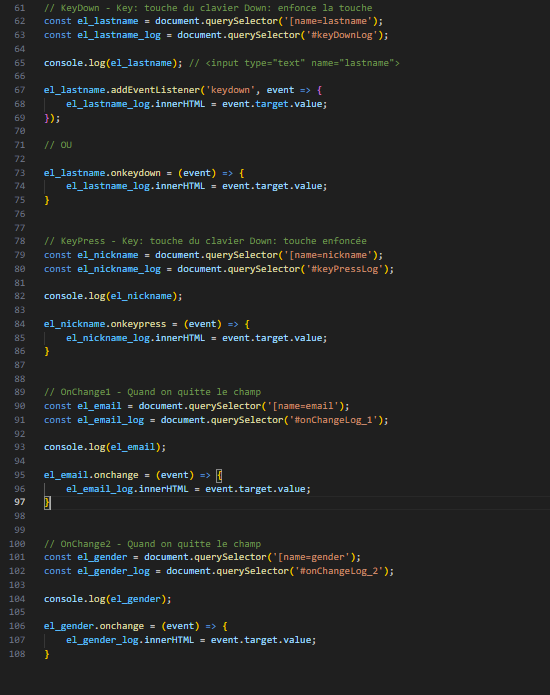 61 // KeyDown - Key: touche du clavier Down: enfonce la touche
62 const el_lastname = document.querySelector('[name=lastname');
63 const el_lastname_log = document.querySelector('#keyDownLog');
64
65 console.log(el_lastname); // <input type="text" name="lastname">
66
67 el_lastname.addEventListener('keydown', event => {
68     el_lastname_log.innerHTML = event.target.value;
69 });
70
71 // OU
72
73 el_lastname.onkeydown = (event) => {
74     el_lastname_log.innerHTML = event.target.value;
75 }
76
77
78 // KeyPress - Key: touche du clavier Down: touche enfoncée
79 const el_nickname = document.querySelector('[name=nickname');
80 const el_nickname_log = document.querySelector('#keyPressLog');
81
82 console.log(el_nickname);
83
84 el_nickname.onkeypress = (event) => {
85     el_nickname_log.innerHTML = event.target.value;
86 }
87
88
89 // OnChange1 - Quand on quitte le champ
90 const el_email = document.querySelector('[name=email');
91 const el_email_log = document.querySelector('#onChangeLog_1');
92
93 console.log(el_email);
94
95 el_email.onchange = (event) => {
96     el_email_log.innerHTML = event.target.value;
97 }
98
99
100 // OnChange2 - Quand on quitte le champ
101 const el_gender = document.querySelector('[name=gender');
102 const el_gender_log = document.querySelector('#onChangeLog_2');
103
104 console.log(el_gender);
105
106 el_gender.onchange = (event) => {
107     el_gender_log.innerHTML = event.target.value;
108 }